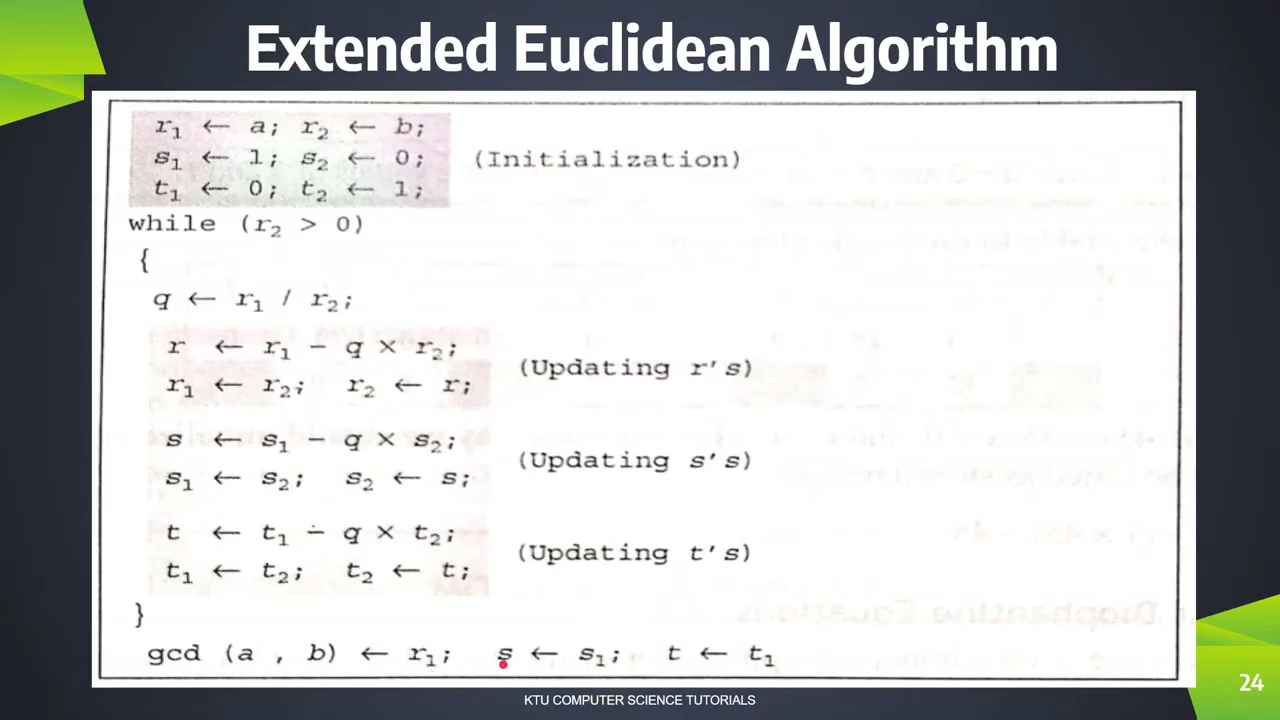 Extended Euclidean Algorithm
r1 ← a; r2 ← b;
s1 ← 1; s2 ← 0; (Initialization)
t1 ← 0; t2 ← 1;
while (r2 > 0)
{
q ← r1 / r2;
r ← r1 − q × r2;
(Updating r's)
r1 ← r2; r2 ← r;
s ← s1 − q × s2;
(Updating s's)
s1 ← s2; s2 ← s;
t ← t1 − q × t2;
(Updating t's)
t1 ← t2; t2 ← t;
}
gcd (a , b) ← r1; s ← s1; t ← t1
KTU COMPUTER SCIENCE TUTORIALS
24